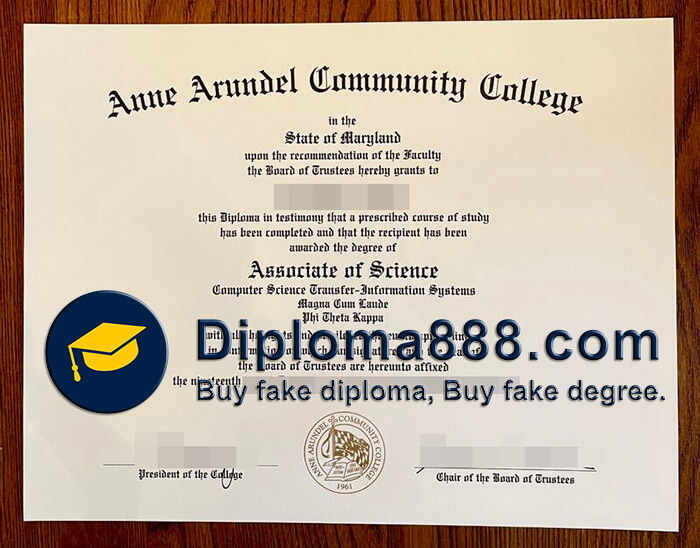 Anne Arundel Community College
in the
State of Maryland
upon the recommendation of the Faculty
the Board of Trustees hereby grants to
this Diploma in testimony that a prescribed course of study
has been completed and that the recipient has been
awarded the degree of
Associate of Science
Computer Science Transfer-Information Systems
Magna Cum Laude
Phi Theta Kappa
Diploma888.com
the Board of Trustees are hereunto affixed
the nineteenth
Buy fake diploma, Buy fake degree.
ANNE ARUNDEL COMMUNITY COLLEGE
1961
President of the College
Chair of the Board of Trustees